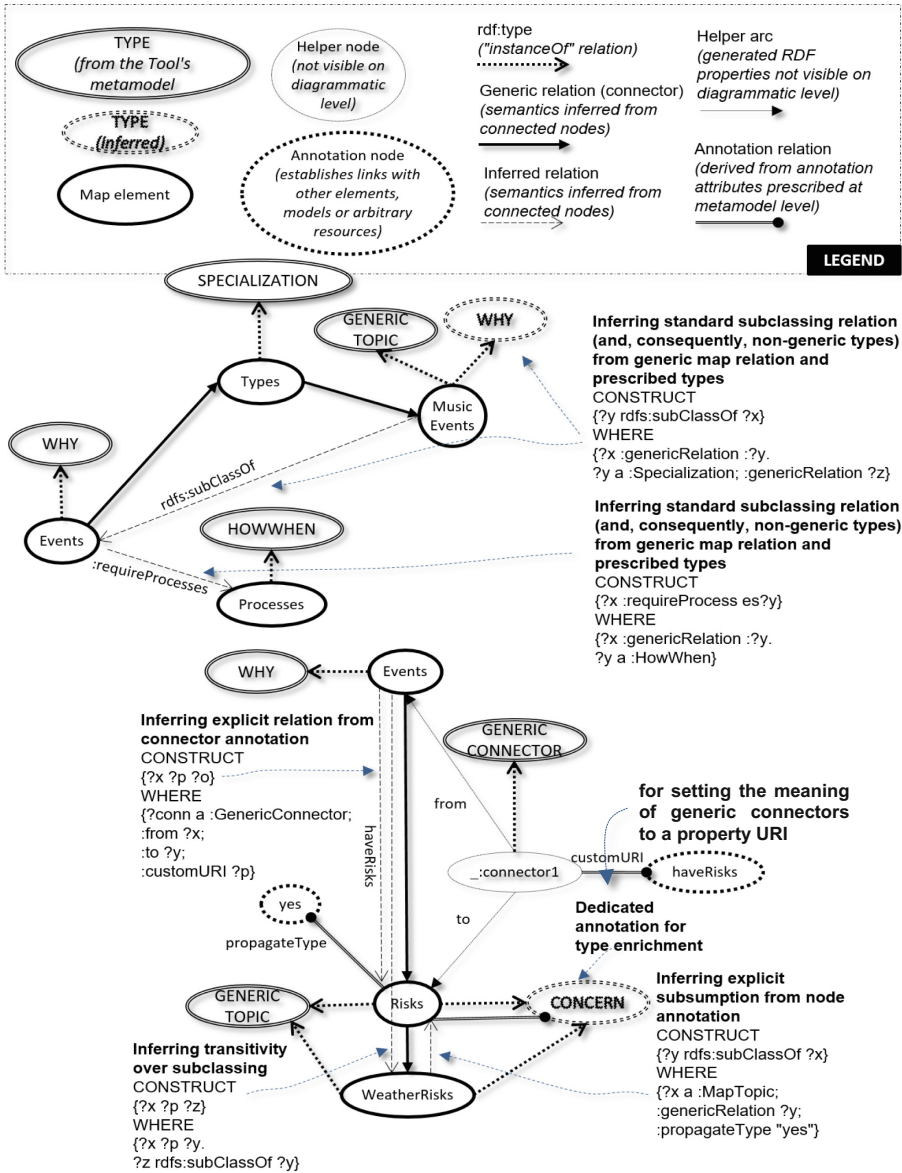 TYPE
(from the Tool's
metamodel
TYPE
(inferred)
Map element
Helper node
(not visible on
diagrammatic
level)
Annotation node
(establishes links with
other elements,
models or arbitrary
resources)
rdf:type
("instanceOf" relation)
Generic relation (connector)
(semantics inferred from
connected nodes)
Inferred relation
(semantics inferred from
connected nodes)
Helper arc
(generated RDF
properties not visible on
diagrammatic level)
Annotation relation
(derived from annotation
attributes prescribed at
metamodel level)
LEGEND
SPECIALIZATION
GENERIC
TOPIC
WHY
Types
Music
Events
WHY
rdfs:subClassOf
Events
HOWWHEN
:requireProcesses
Processes
Inferring standard subclassing relation
(and, consequently, non-generic types)
from generic map relation and
prescribed types
CONSTRUCT
{?y rdfs:subClassOf ?x}
WHERE
{?x :genericRelation :?y.
?y a :Specialization; :genericRelation ?z}
Inferring standard subclassing relation
(and, consequently, non-generic types)
from generic map relation and
prescribed types
CONSTRUCT
{?x :requireProcess es?y}
WHERE
{?x :genericRelation :?y.
?y a :HowWhen}
WHY
Events
Inferring explicit relation from
connector annotation
CONSTRUCT
{?x ?p ?o}
WHERE
{?conn a :GenericConnector;
:from ?x;
:to ?y;
:customURI ?p}
GENERIC
CONNECTOR
from
haveRisks
for setting the meaning
of generic connectors
to a property URI
customURI
_:connector1
haveRisks
to
yes
propagateType
Dedicated
annotation for
type enrichment
GENERIC
TOPIC
Risks
CONCERN
Inferring explicit
subsumption from node
annotation
CONSTRUCT
{?y rdfs:subClassOf ?x}
WHERE
{?x a :MapTopic;
:genericRelation ?y;
:propagateType "yes"}
Inferring transitivity
over subclassing
CONSTRUCT
{?x ?p ?z}
WHERE
{?x ?p ?y.
?z rdfs:subClassOf ?y}
WeatherRisks